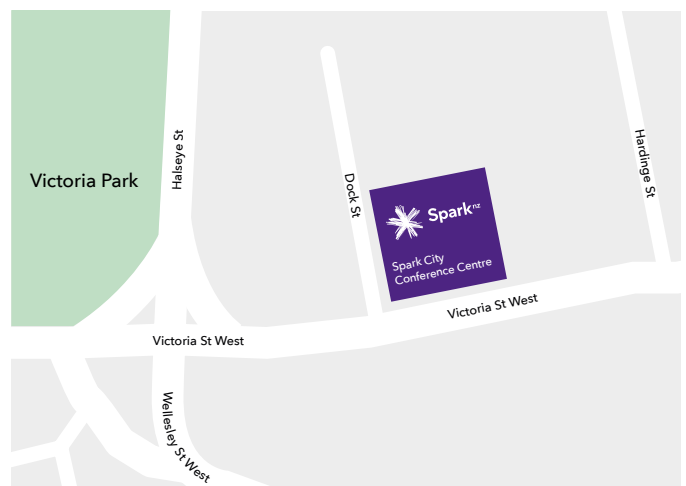 Victoria Park
Halseye St
Dock St
Hardinge St
Spark nz
Spark City
Conference Centre
Victoria St West
Victoria St West
Wellesley St West